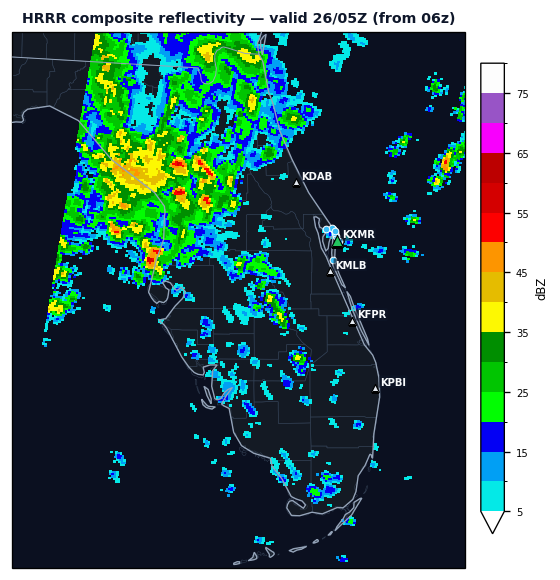 HRRR composite reflectivity — valid 26/05Z (from 06z)
KDAB
KXMR
KMLB
KFPR
KPBI
75
65
55
45
35
25
15
5
dBZ